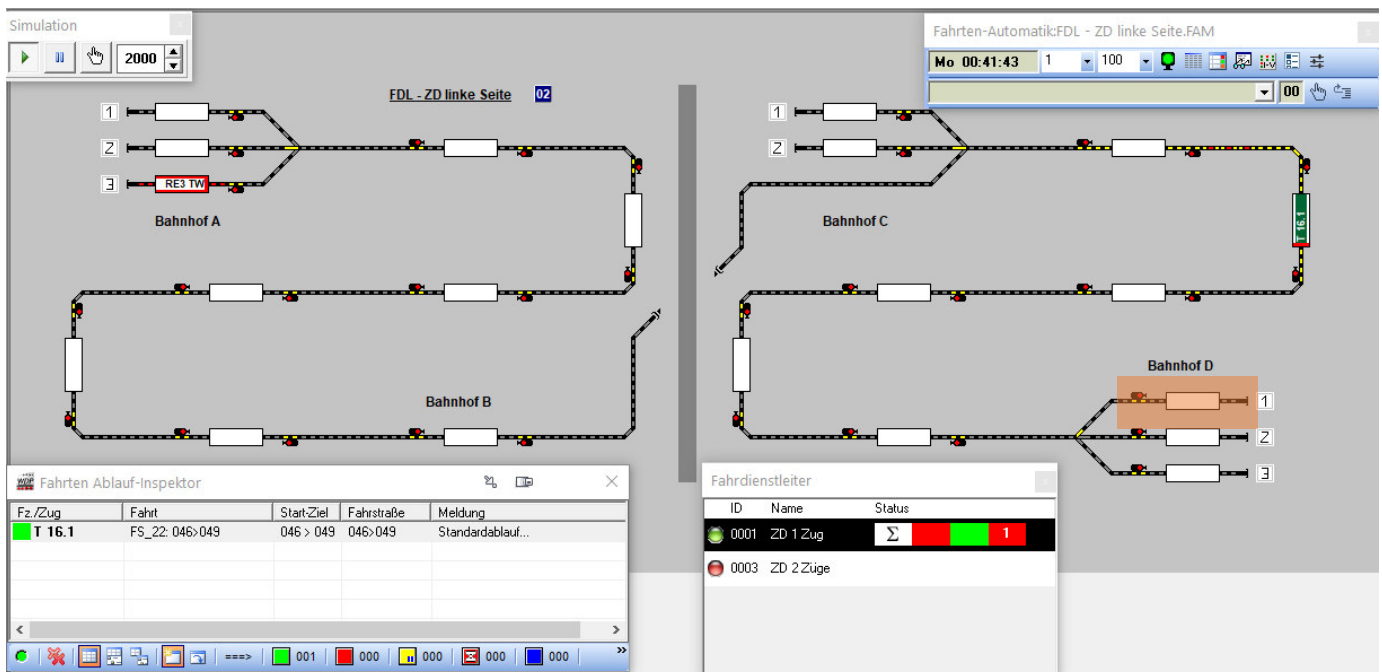 Simulation
2000
Fahrten-Automatik:FDL - ZD linke Seite.FAM
Mo 00:41:43 1 100
00
FDL - ZD linke Seite 02
1
2
3 RE3 TW
Bahnhof A
Bahnhof B
1
2
Bahnhof C
T 16.1
Bahnhof D
1
2
3
Fahrten Ablauf-Inspektor
Fz./Zug Fahrt Start-Ziel Fahrstraße Meldung
T 16.1 FS_22: 046>049 046 > 049 046>049 Standardablauf...
===> 001 000 000 000 000 »
Fahrdienstleiter
ID Name Status
0001 ZD 1 Zug Σ 1
0003 ZD 2 Züge